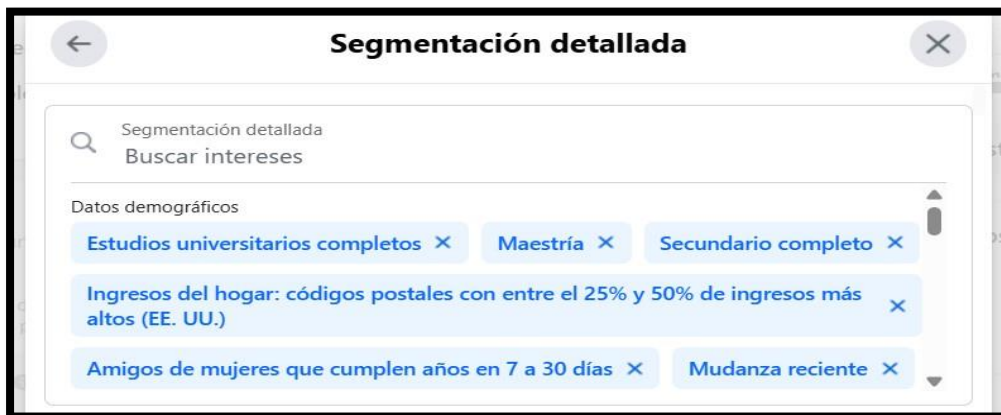 Segmentación detallada
Segmentación detallada
Buscar intereses
Datos demográficos
Estudios universitarios completos
Maestría
Secundario completo
Ingresos del hogar: códigos postales con entre el 25% y 50% de ingresos más
altos (EE. UU.)
Amigos de mujeres que cumplen años en 7 a 30 días
Mudanza reciente